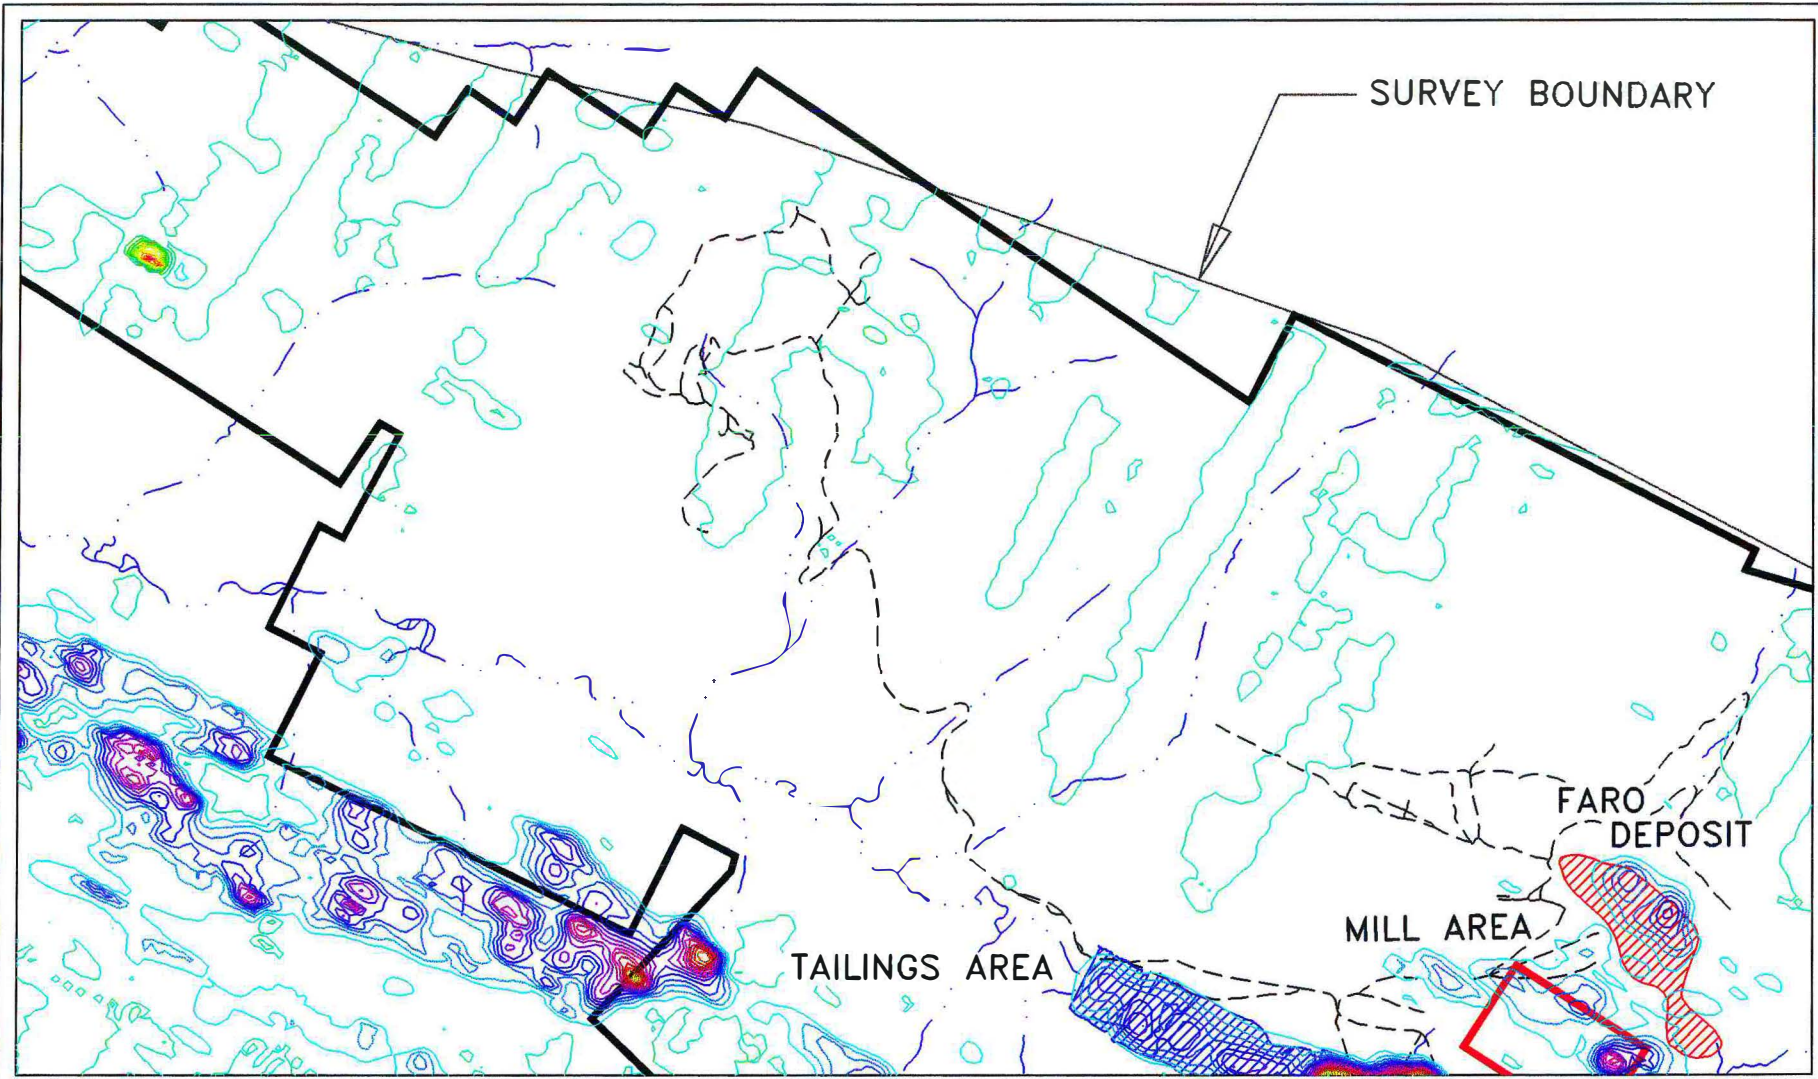 SURVEY BOUNDARY
FARO
DEPOSIT
MILL AREA
TAILINGS AREA